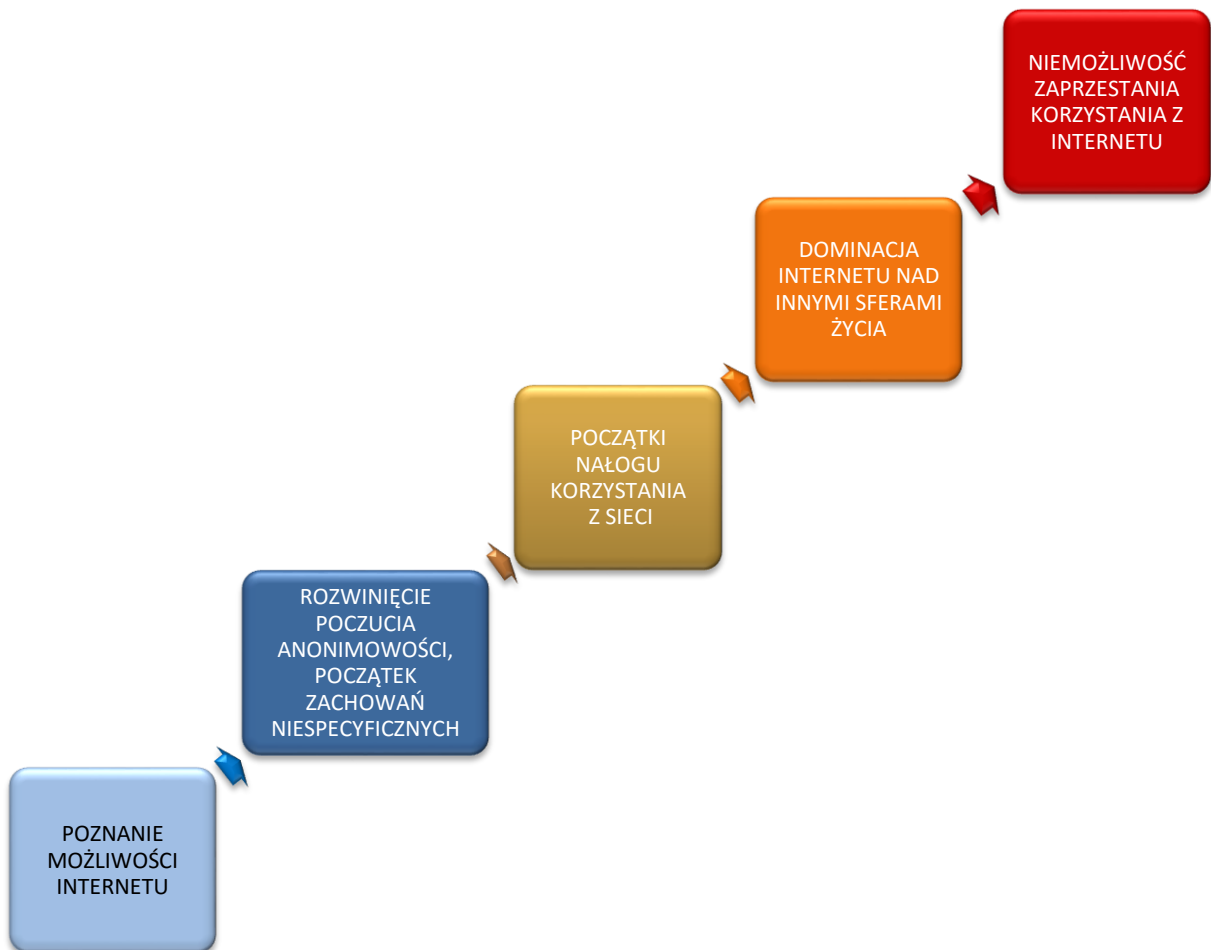 NIEMOŻLIWOŚĆ
ZAPRZESTANIA
KORZYSTANIA Z
INTERNETU
DOMINACJA
INTERNETU NAD
INNYMI SFERAMI
ŻYCIA
POCZĄTKI
NAŁOGU
KORZYSTANIA
Z SIECI
ROZWINIĘCIE
POCZUCIA
ANONIMOWOŚCI,
POCZĄTEK
ZACHOWAŃ
NIESPECYFICZNYCH
POZNANIE
MOŻLIWOŚCI
INTERNETU